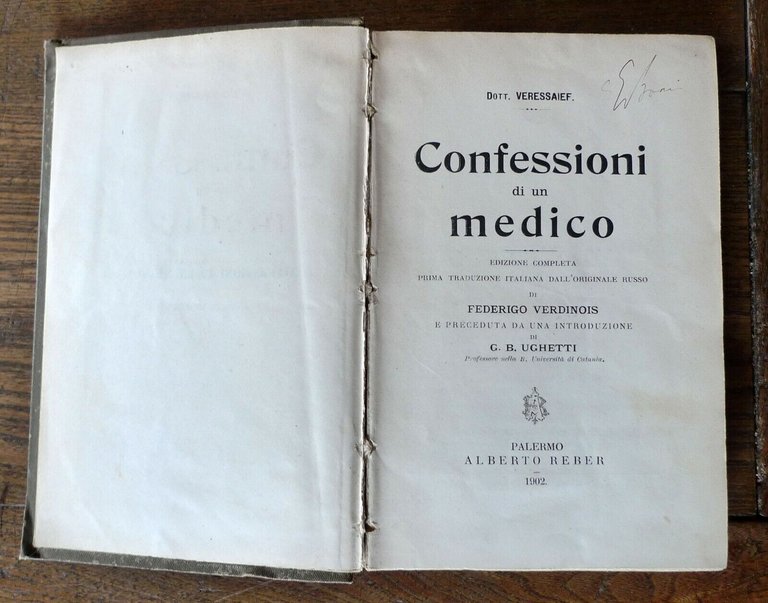 DOTT. VERESSAIEF.
Confessioni
di un
medico
EDIZIONE COMPLETA
PRIMA TRADUZIONE ITALIANA DALL'ORIGINALE RUSSO
DI
FEDERIGO VERDINOIS
E PRECEDUTA DA UNA INTRODUZIONE
DI
G. B. UGHETTI
Professore nella R. Università di Catania.
PALERMO
ALBERTO REBER
1902.